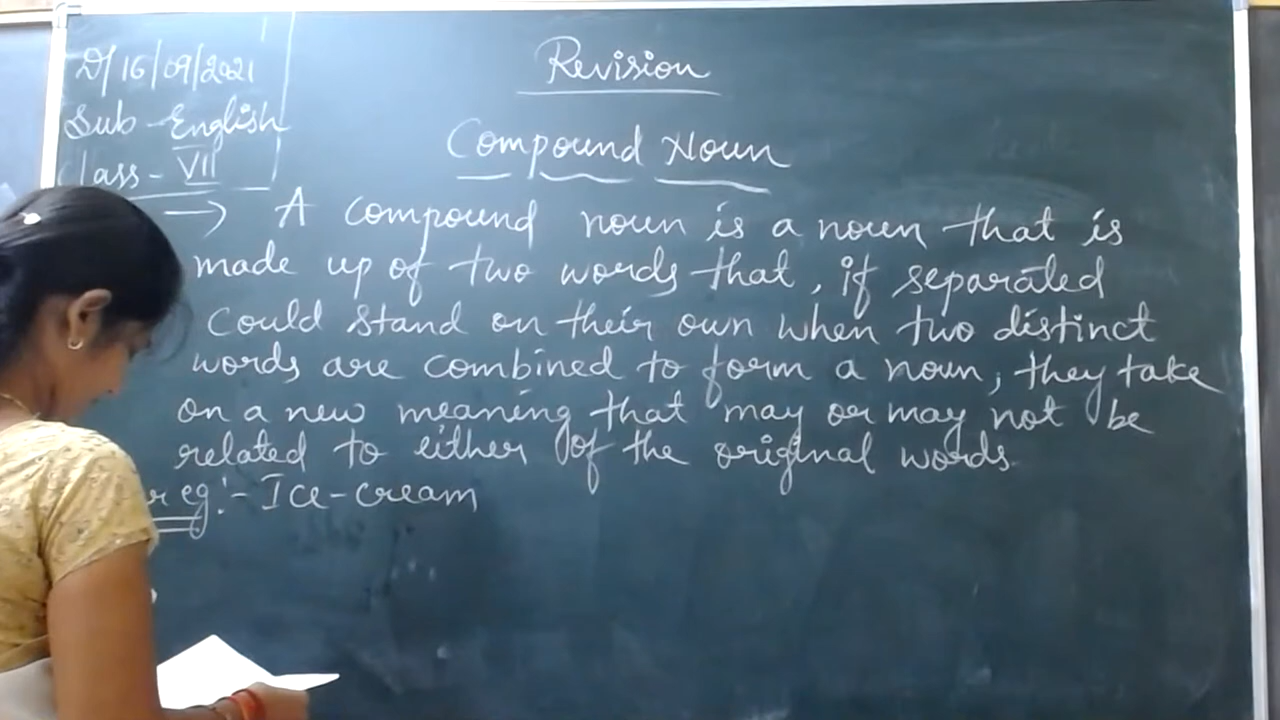 D/16/09/2021
Sub - English
Class - VII
Revision
Compound Noun
→ A compound noun is a noun that is
made up of two words that, if separated
could stand on their own when two distinct
words are combined to form a noun, they take
on a new meaning that may or may not be
related to either of the original words.
r eg:- Ice-cream